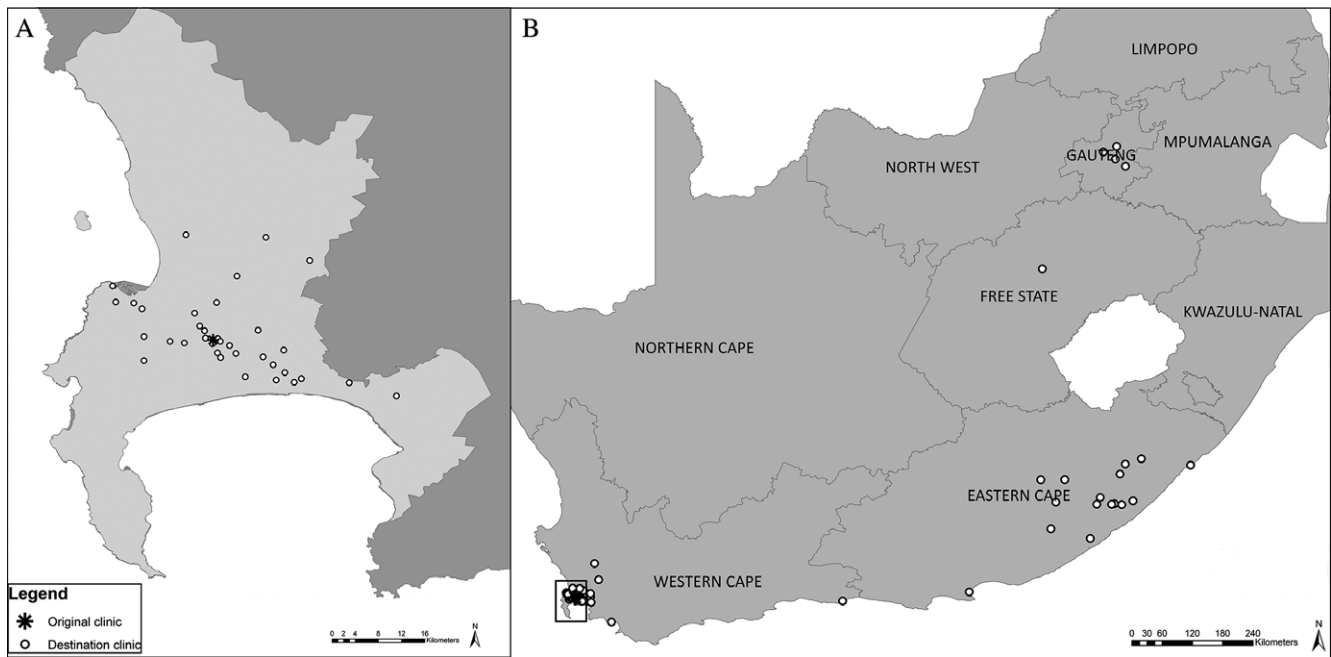 A
B
LIMPOPO
MPUMALANGA
GAUTENG
NORTH WEST
FREE STATE
KWAZULU-NATAL
NORTHERN CAPE
EASTERN CAPE
WESTERN CAPE
Legend
Original clinic
Destination clinic
0 2 4 8 12 16
Kilometers
N
0 30 60 120 180 240
Kilometers
N